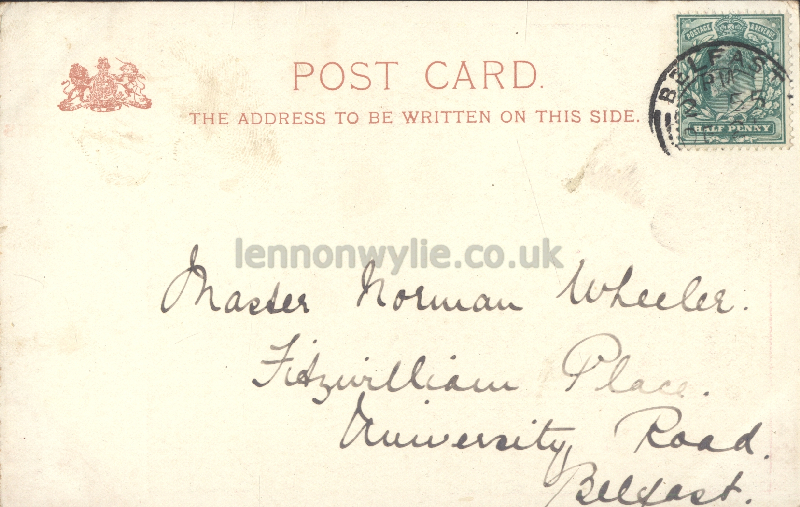 POSTAGE & REVENUE
POST CARD.
THE ADDRESS TO BE WRITTEN ON THIS SIDE.
BELFAST
PM
HALF PENNY
lennonwylie.co.uk
Master Norman Wheeler.
Fitzwilliam Place.
University Road.
Belfast.